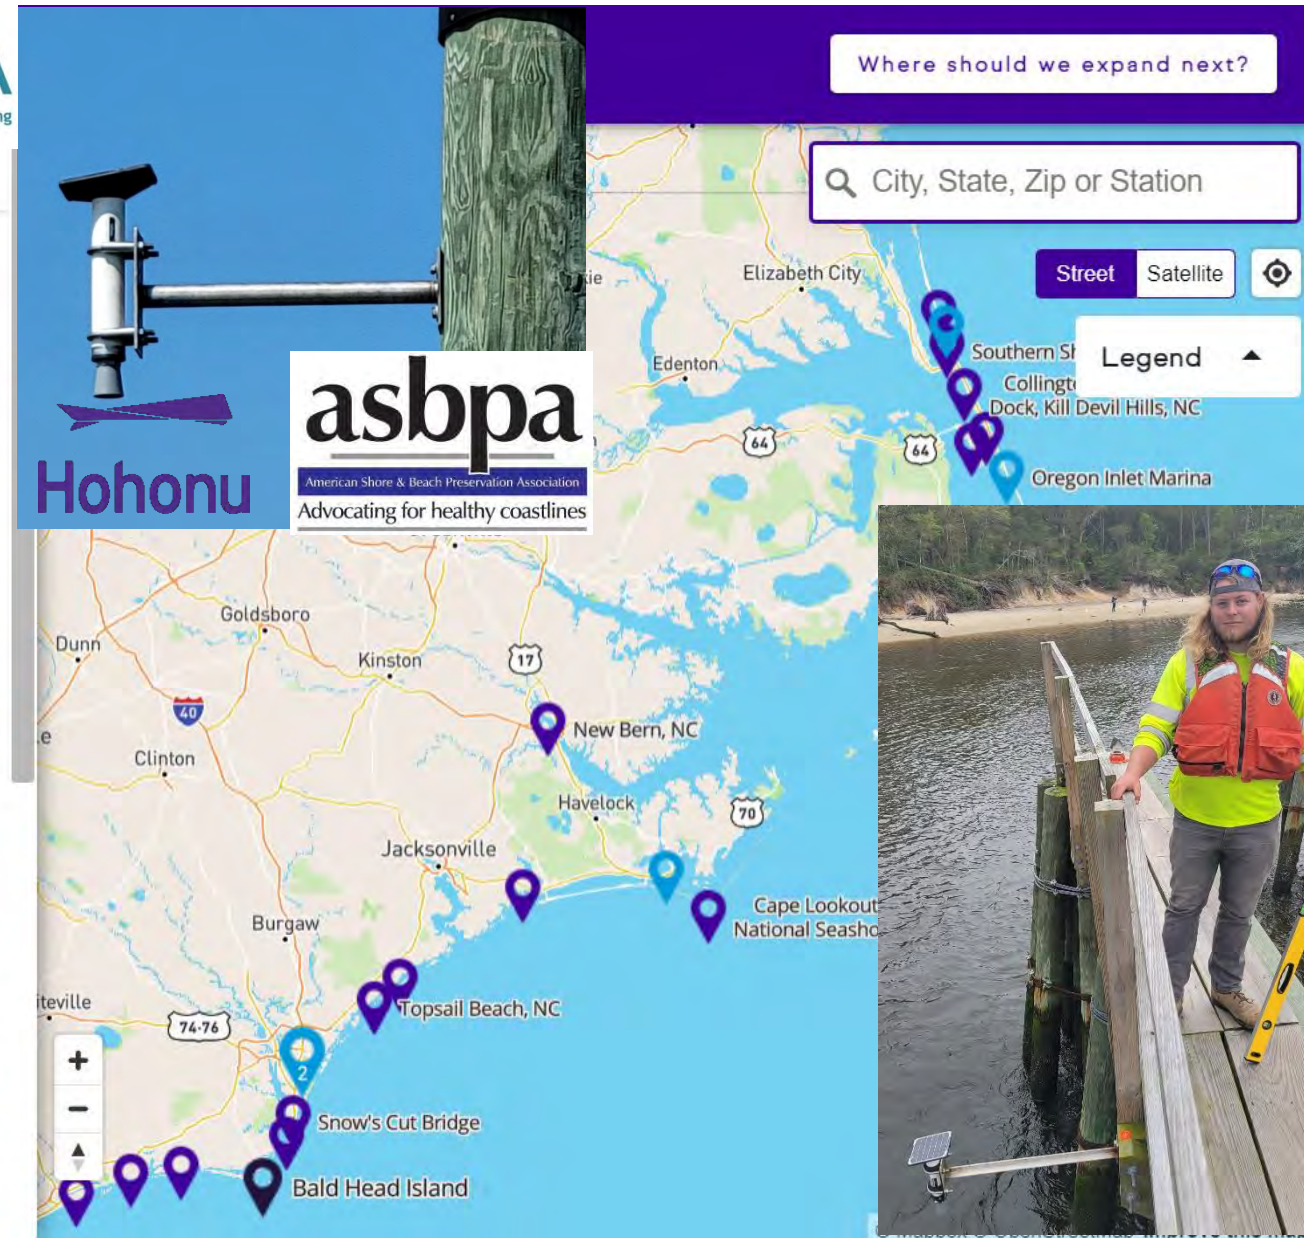 Where should we expand next?
City, State, Zip or Station
Street
Satellite
Elizabeth City
Edenton
Southern Sh
Legend
Collingto
Dock, Kill Devil Hills, NC
64
64
Oregon Inlet Marina
Hohonu
asbpa
American Shore & Beach Preservation Association
Advocating for healthy coastlines
Goldsboro
Dunn
Kinston
17
40
New Bern, NC
Clinton
Havelock
70
Jacksonville
Cape Lookout
National Seasho
Burgaw
iteville
74-76
Topsail Beach, NC
2
Snow's Cut Bridge
Bald Head Island